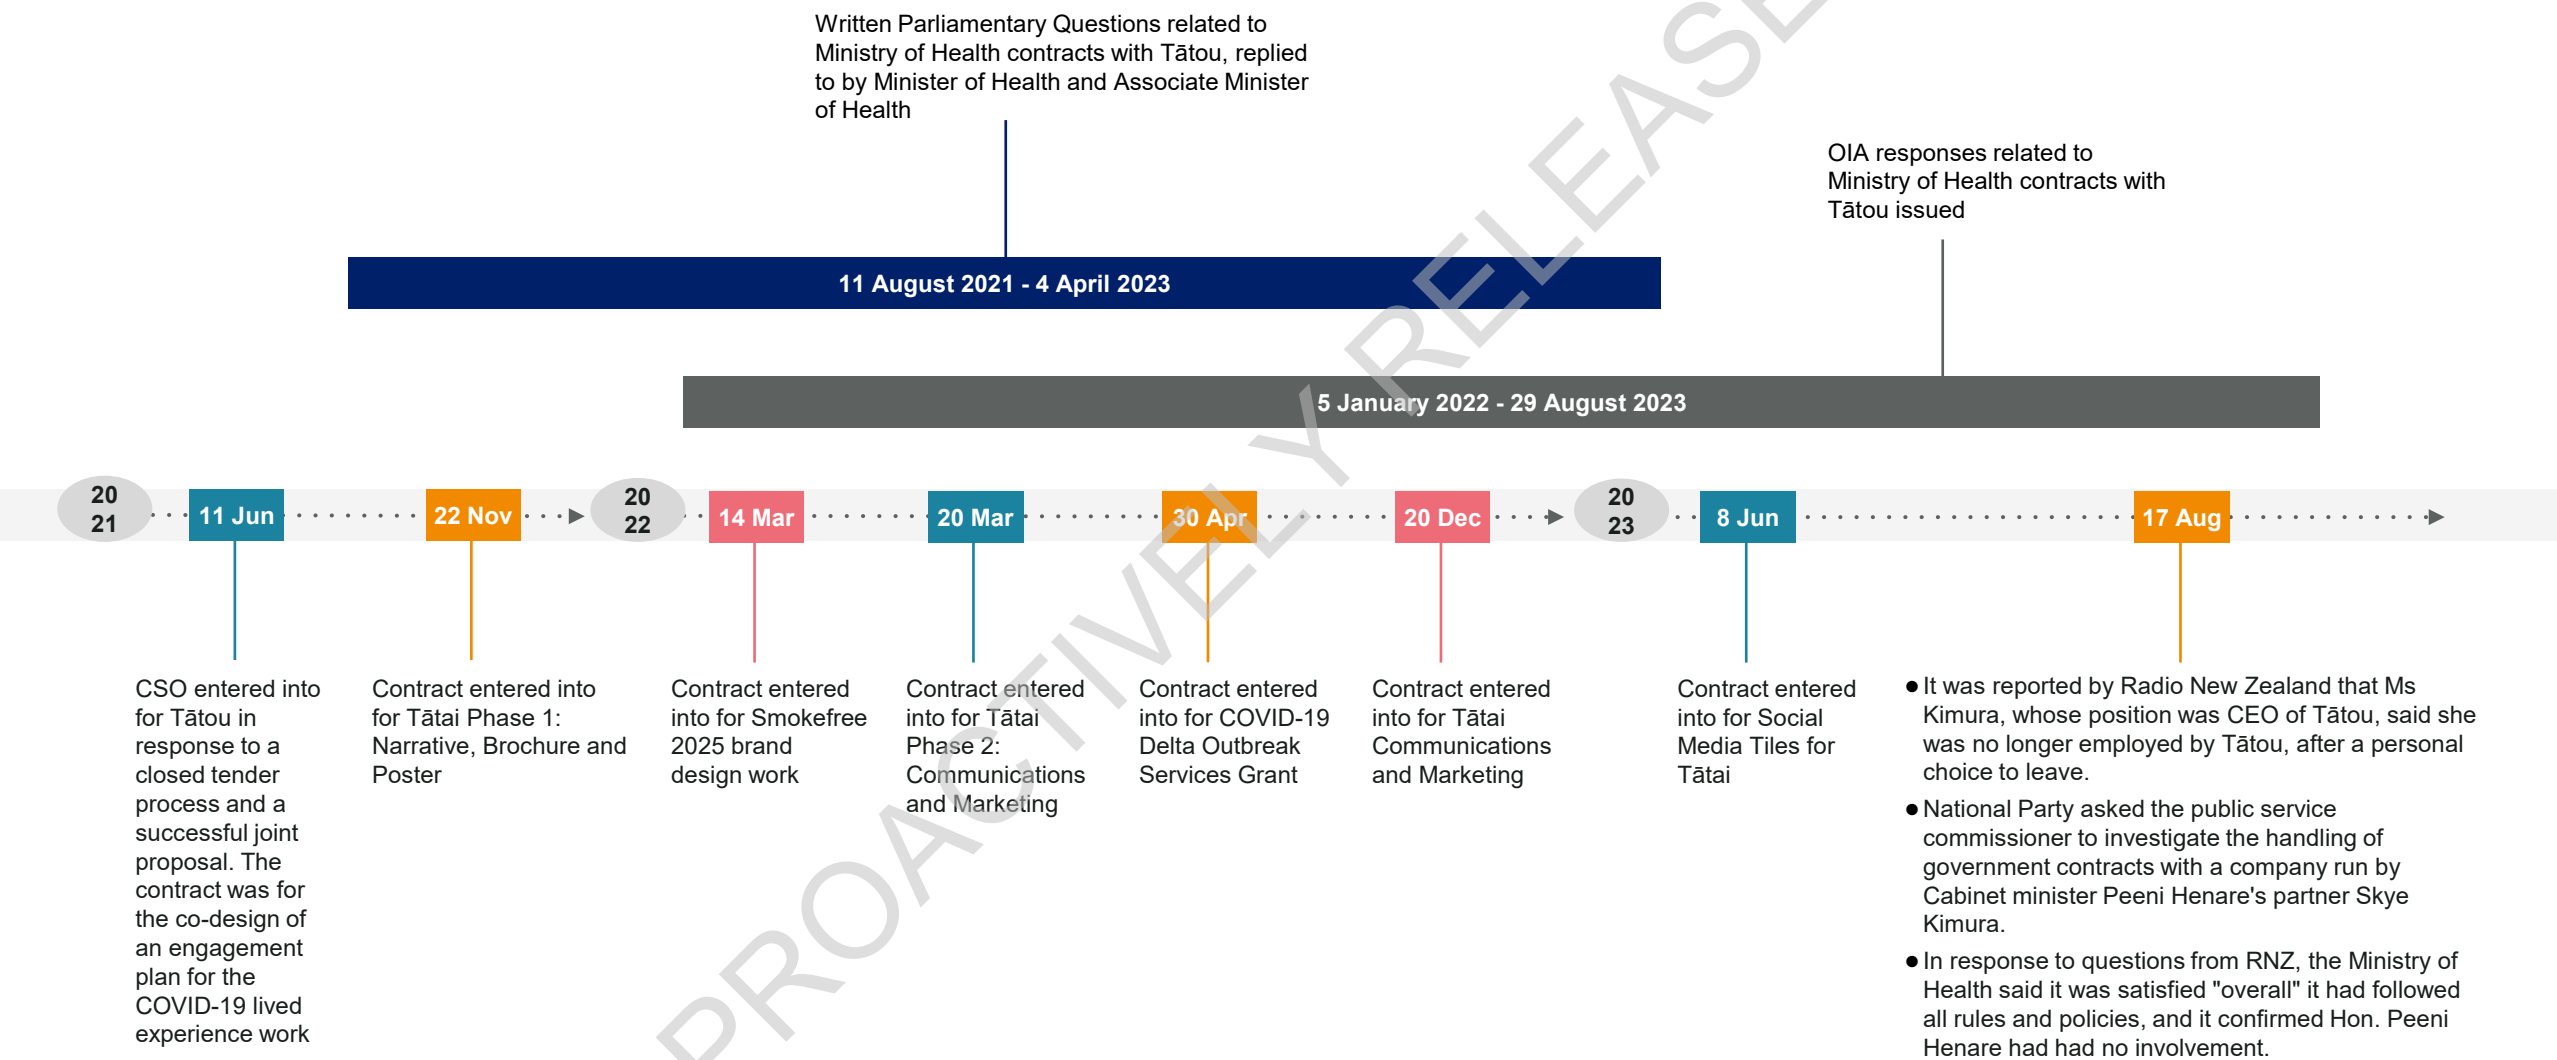 Written Parliamentary Questions related to
Ministry of Health contracts with Tātou, replied
to by Minister of Health and Associate Minister
of Health
OIA responses related to
Ministry of Health contracts with
Tātou issued
11 August 2021 - 4 April 2023
5 January 2022 - 29 August 2023
20
21
11 Jun
22 Nov
20
22
14 Mar
20 Mar
30 Apr
20 Dec
20
23
8 Jun
17 Aug
CSO entered into
for Tātou in
response to a
closed tender
process and a
successful joint
proposal. The
contract was for
the co-design of
an engagement
plan for the
COVID-19 lived
experience work
Contract entered into
for Tātai Phase 1:
Narrative, Brochure and
Poster
Contract entered
into for Smokefree
2025 brand
design work
Contract entered
into for Tātai
Phase 2:
Communications
and Marketing
Contract entered
into for COVID-19
Delta Outbreak
Services Grant
Contract entered
into for Tātai
Communications
and Marketing
Contract entered
into for Social
Media Tiles for
Tātai
● It was reported by Radio New Zealand that Ms
Kimura, whose position was CEO of Tātou, said she
was no longer employed by Tātou, after a personal
choice to leave.
● National Party asked the public service
commissioner to investigate the handling of
government contracts with a company run by
Cabinet minister Peeni Henare's partner Skye
Kimura.
● In response to questions from RNZ, the Ministry of
Health said it was satisfied "overall" it had followed
all rules and policies, and it confirmed Hon. Peeni
Henare had had no involvement.
PROACTIVELY RELEASE